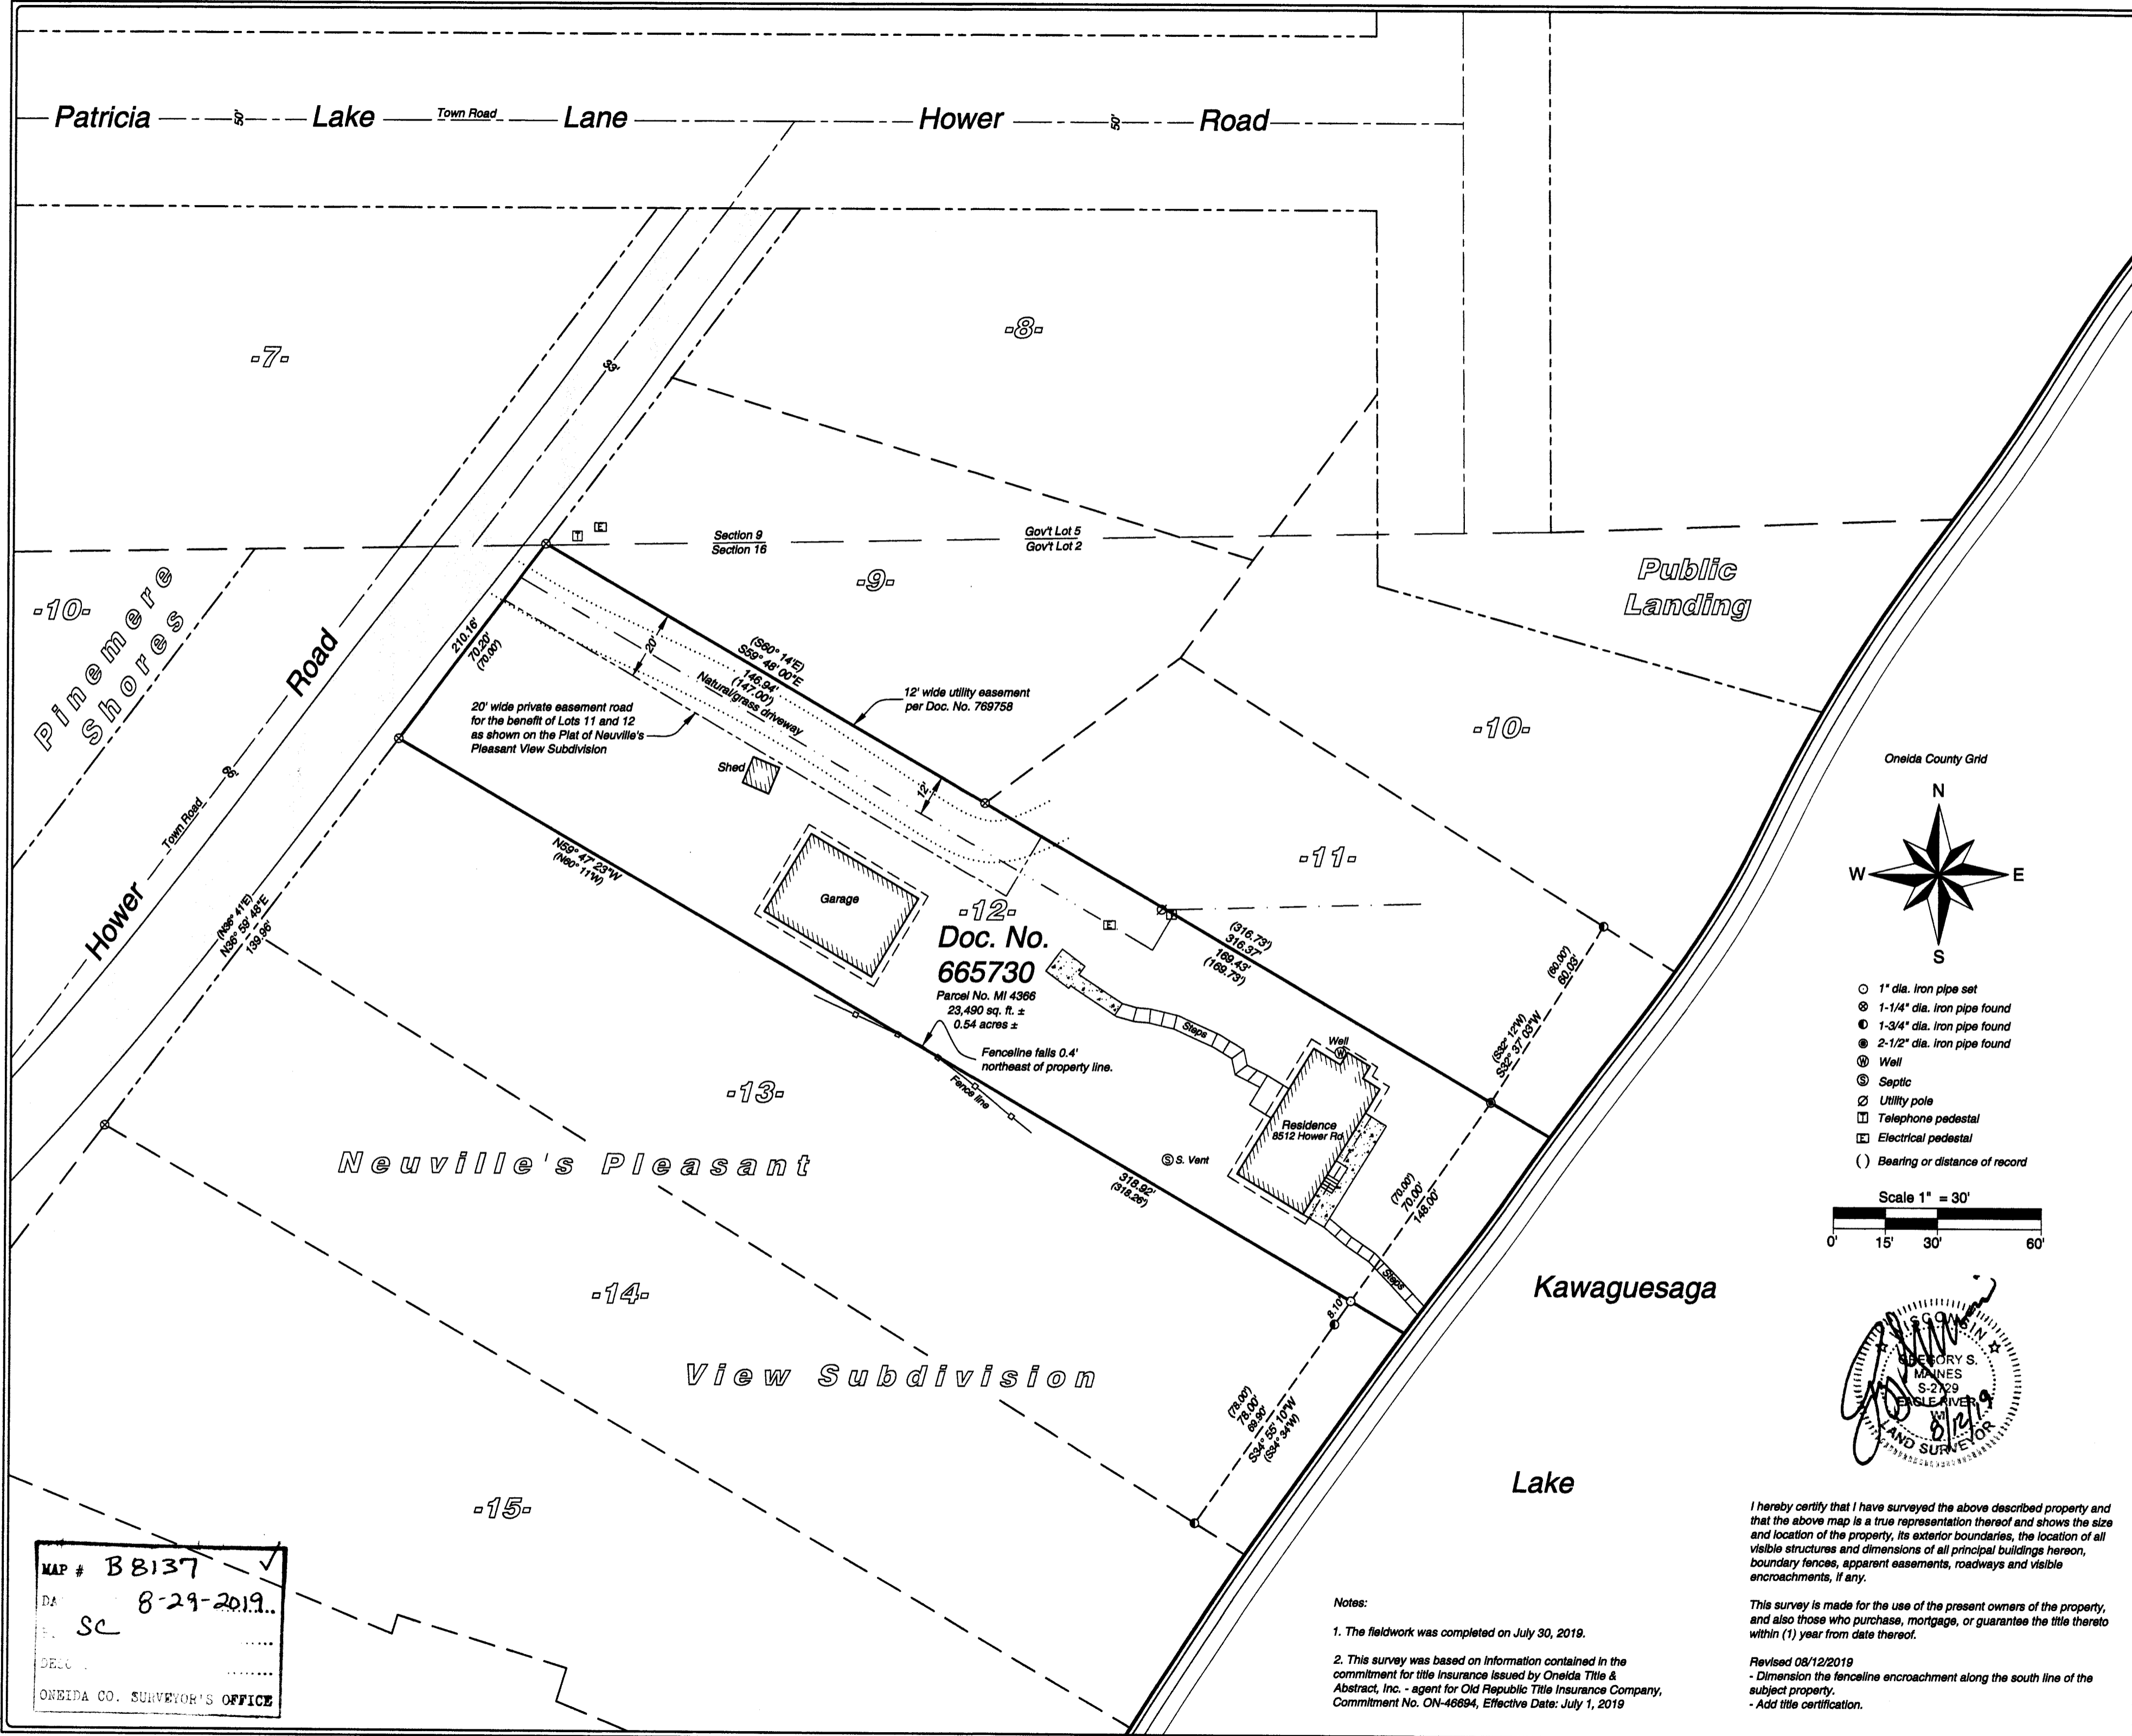 Patricia 50' Lake Town Road Lane Hower 50' Road
-7-
-8-
33'
Section 9
Section 16
Gov't Lot 5
Gov't Lot 2
T
E
-9-
Public
Landing
-10-
Pinemere
Shores
Road
66'
Town Road
Hower
210.16'
70.20'
(70.00')
20'
(S60° 14'E)
S59° 48' 00"E
146.94'
(147.00')
Natural/grass driveway
12' wide utility easement
per Doc. No. 769758
20' wide private easement road
for the benefit of Lots 11 and 12
as shown on the Plat of Neuville's
Pleasant View Subdivision
Shed
12'
-10-
-11-
N59° 47' 23"W
(N60° 11'W)
Garage
-12-
Doc. No.
665730
Parcel No. MI 4366
23,490 sq. ft. ±
0.54 acres ±
E
T
(316.73')
316.37'
169.43'
(169.73')
(60.00')
60.03'
(S32° 12'W)
S32° 37' 03"W
(N36° 41'E)
N36° 59' 48"E
139.96'
Steps
Well
W
Fenceline falls 0.4'
northeast of property line.
Fence line
-13-
Residence
8512 Hower Rd
S S. Vent
Neuville's Pleasant
318.92'
(318.26')
(70.00')
70.00'
148.00'
Steps
8.10'
-14-
View Subdivision
(78.00')
78.00'
69.90'
S34° 55' 10"W
(S34° 34'W)
-15-
Kawaguesaga
Lake
Oneida County Grid
N
W
E
S
1" dia. iron pipe set
1-1/4" dia. iron pipe found
1-3/4" dia. iron pipe found
2-1/2" dia. iron pipe found
W Well
S Septic
Utility pole
T Telephone pedestal
E Electrical pedestal
( ) Bearing or distance of record
Scale 1" = 30'
0' 15' 30' 60'
WISCONSIN
GREGORY S.
MAINES
S-2729
EAGLE RIVER,
WI
8/12/19
LAND SURVEYOR
I hereby certify that I have surveyed the above described property and
that the above map is a true representation thereof and shows the size
and location of the property, its exterior boundaries, the location of all
visible structures and dimensions of all principal buildings hereon,
boundary fences, apparent easements, roadways and visible
encroachments, if any.
This survey is made for the use of the present owners of the property,
and also those who purchase, mortgage, or guarantee the title thereto
within (1) year from date thereof.
Revised 08/12/2019
- Dimension the fenceline encroachment along the south line of the
subject property.
- Add title certification.
Notes:
1. The fieldwork was completed on July 30, 2019.
2. This survey was based on information contained in the
commitment for title insurance issued by Oneida Title &
Abstract, Inc. - agent for Old Republic Title Insurance Company,
Commitment No. ON-46694, Effective Date: July 1, 2019
MAP # B8137
DA 8-29-2019
SC
DESC
ONEIDA CO. SURVEYOR'S OFFICE